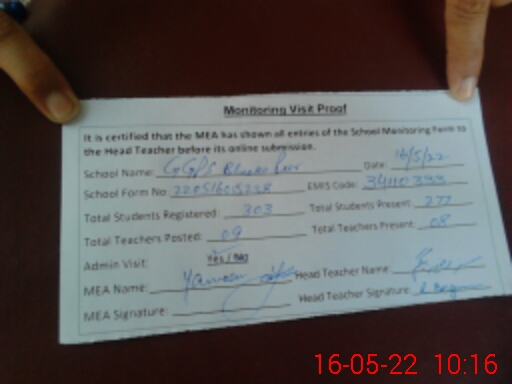 Monitoring Visit Proof
It is certified that the MEA has shown all entries of the School Monitoring Form to
the Head Teacher before its online submission.
School Name: GGPS Date: 16/5/22
School Form No: EMIS Code:
Total Students Registered: 303 Total Students Present: 277
Total Teachers Posted: 09 Total Teachers Present: 08
Admin Visit: Yes / No
MEA Name: Head Teacher Name:
MEA Signature: Head Teacher Signature:
16-05-22 10:16